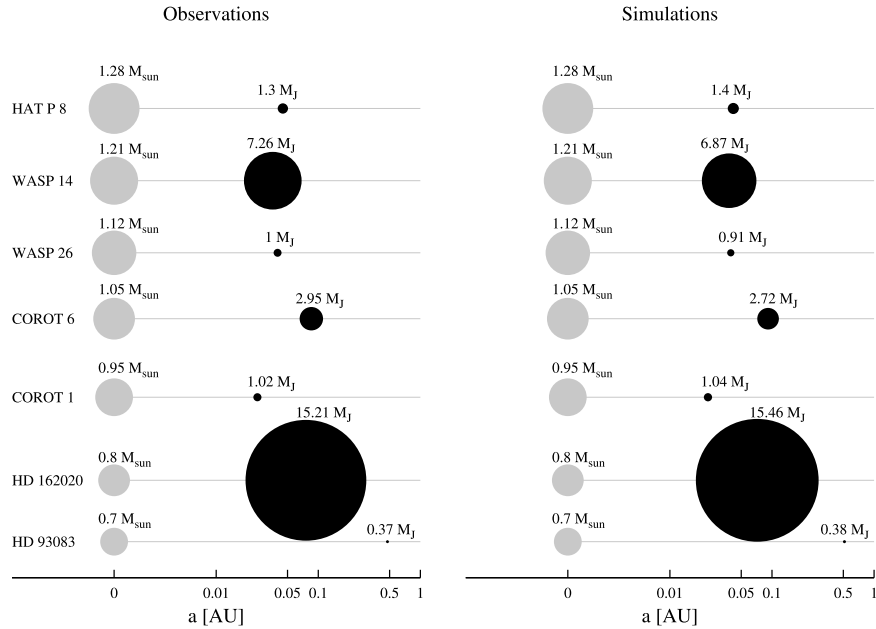 Observations Simulations
1.28 Msun 1.28 Msun
HAT P 8 1.3 MJ 1.4 MJ
1.21 Msun 7.26 MJ 1.21 Msun 6.87 MJ
WASP 14
1.12 Msun 1.12 Msun
WASP 26 1 MJ 0.91 MJ
1.05 Msun 2.95 MJ 1.05 Msun 2.72 MJ
COROT 6
0.95 Msun 0.95 Msun
COROT 1 1.02 MJ 1.04 MJ
15.21 MJ 15.46 MJ
0.8 Msun 0.8 Msun
HD 162020
0.7 Msun 0.37 MJ 0.7 Msun 0.38 MJ
HD 93083
0 0.01 0.05 0.1 0.5 1 0 0.01 0.05 0.1 0.5 1
a [AU] a [AU]